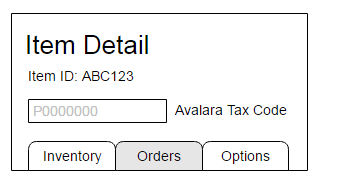 Item Detail
Item ID: ABC123
P0000000 Avalara Tax Code
Inventory Orders Options